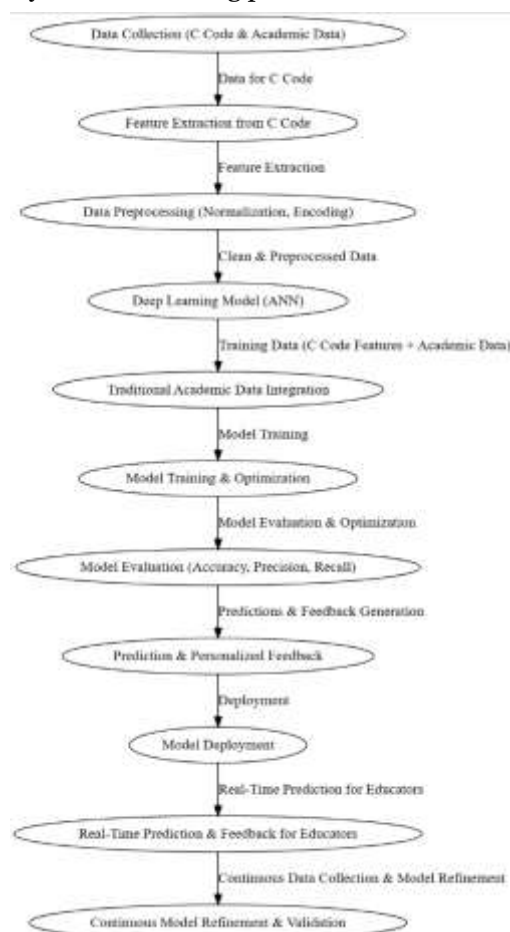 Data Collection (C Code & Academic Data)
Data for C Code
Feature Extraction from C Code
Feature Extraction
Data Preprocessing (Normalization, Encoding)
Clean & Preprocessed Data
Deep Learning Model (ANN)
Training Data (C Code Features + Academic Data)
Traditional Academic Data Integration
Model Training
Model Training & Optimization
Model Evaluation & Optimization
Model Evaluation (Accuracy, Precision, Recall)
Predictions & Feedback Generation
Prediction & Personalized Feedback
Deployment
Model Deployment
Real-Time Prediction for Educators
Real-Time Prediction & Feedback for Educators
Continuous Data Collection & Model Refinement
Continuous Model Refinement & Validation